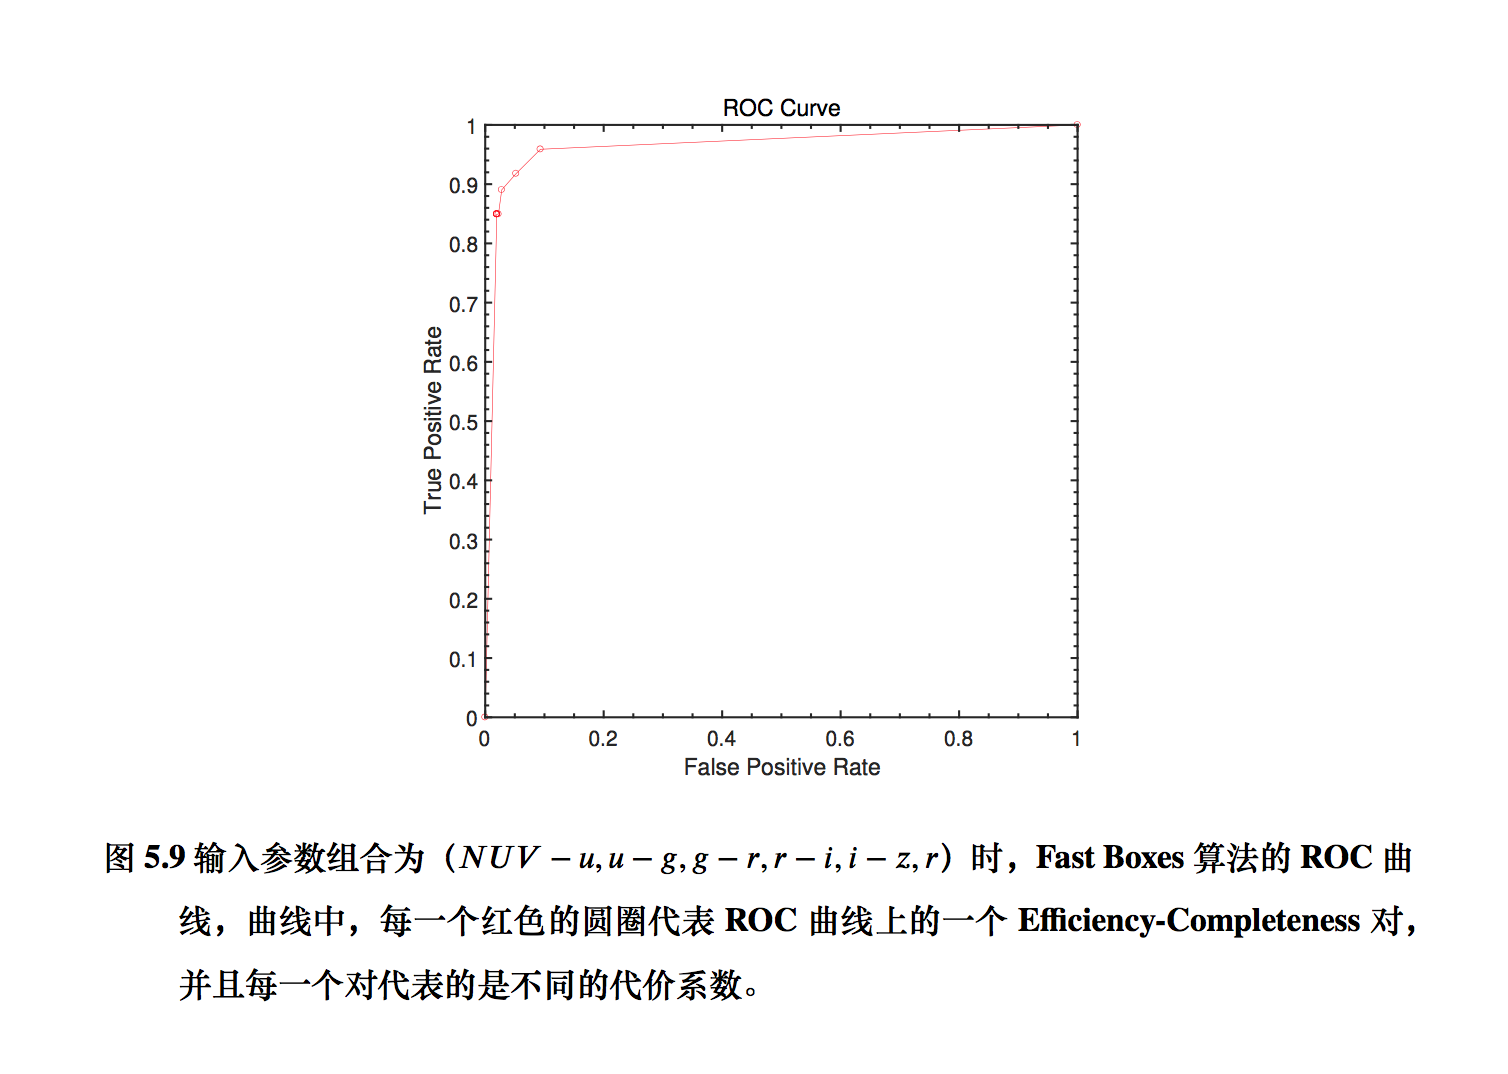 ROC Curve
1
0.9
0.8
0.7
0.6
0.5
0.4
0.3
0.2
0.1
0
True Positive Rate
0 0.2 0.4 0.6 0.8 1
False Positive Rate
图 5.9 输入参数组合为（NUV − u, u − g, g − r, r − i, i − z, r）时，Fast Boxes 算法的 ROC 曲
线，曲线中，每一个红色的圆圈代表 ROC 曲线上的一个 Efficiency-Completeness 对，
并且每一个对代表的是不同的代价系数。